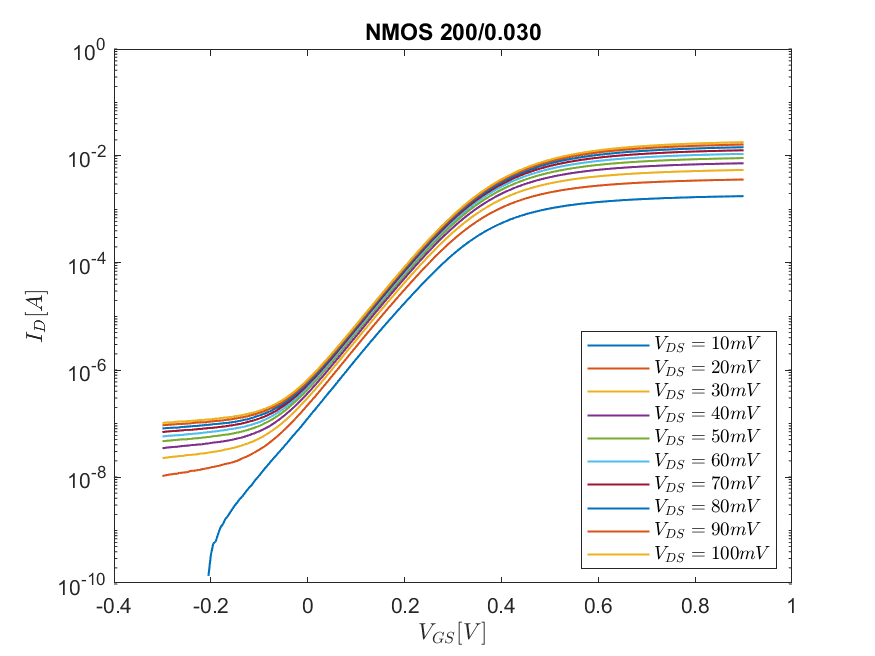 NMOS 200/0.030
10^0
10^-2
10^-4
10^-6
10^-8
10^-10
I_D[A]
V_DS = 10mV
V_DS = 20mV
V_DS = 30mV
V_DS = 40mV
V_DS = 50mV
V_DS = 60mV
V_DS = 70mV
V_DS = 80mV
V_DS = 90mV
V_DS = 100mV
-0.4 -0.2 0 0.2 0.4 0.6 0.8 1
V_GS[V]